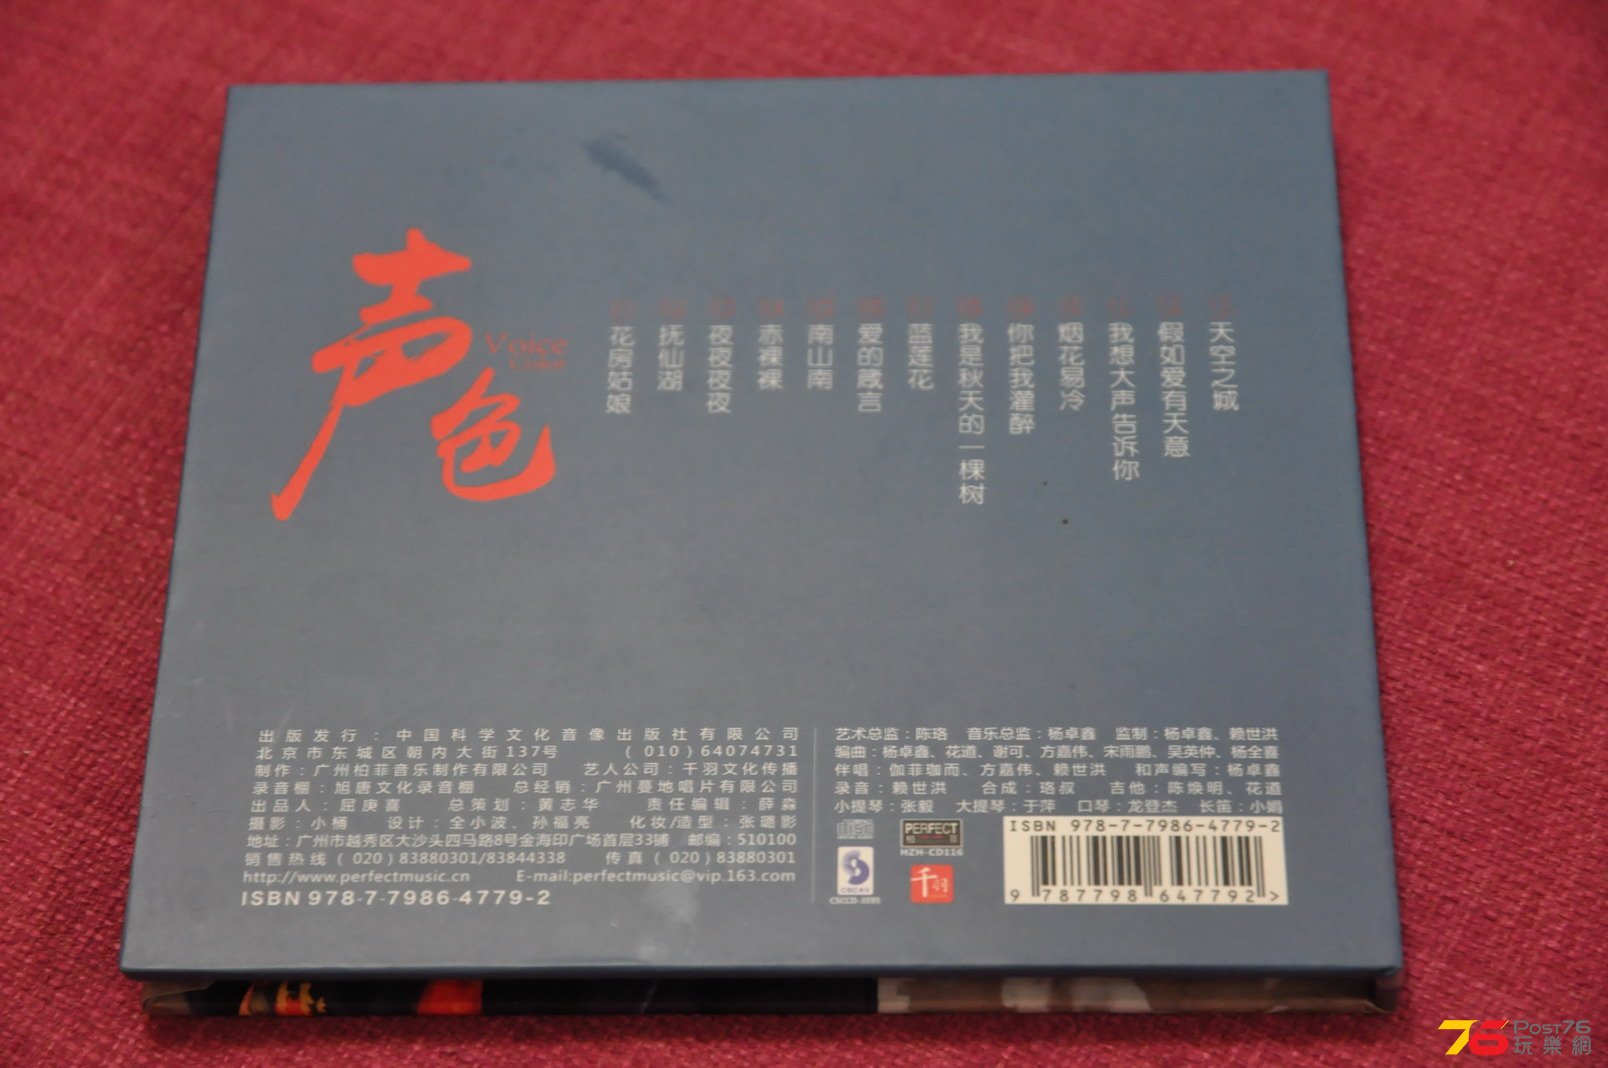 声色
Voice
Color
花房姑娘
抚仙湖
夜夜夜夜
赤裸裸
南山南
爱的箴言
蓝莲花
我是秋天的一棵树
你把我灌醉
烟花易冷
我想大声告诉你
假如爱有天意
天空之城
出版发行：中国科学文化音像出版社有限公司
北京市东城区朝内大街137号 （010）64074731
制作：广州柏菲音乐制作有限公司 艺人公司：千羽文化传播
录音棚：旭唐文化录音棚 总经销：广州蔓地唱片有限公司
出品人：屈庚喜 总策划：黄志华 责任编辑：薛淼
摄影：小桶 设计：全小波、孙福亮 化妆/造型：张璐影
地址：广州市越秀区大沙头四马路8号金海印广场首层33铺 邮编：510100
销售热线（020）83880301/83844338 传真（020）83880301
http://www.perfectmusic.cn E-mail:perfectmusic@vip.163.com
ISBN 978-7-7986-4779-2
艺术总监：陈珞 音乐总监：杨卓鑫 监制：杨卓鑫、赖世洪
编曲：杨卓鑫、花道、谢可、方嘉伟、宋雨鹏、吴英仲、杨全喜
伴唱：伽菲珈而、方嘉伟、赖世洪 和声编写：杨卓鑫
录音：赖世洪 合成：珞叔 吉他：陈焕明、花道
小提琴：张毅 大提琴：于萍 口琴：龙登杰 长笛：小娟
disc
PERFECT
HZH-CD116
CSCAV
千羽
ISBN 978-7-7986-4779-2
9 787798 647792 >
76 POST76
玩樂網